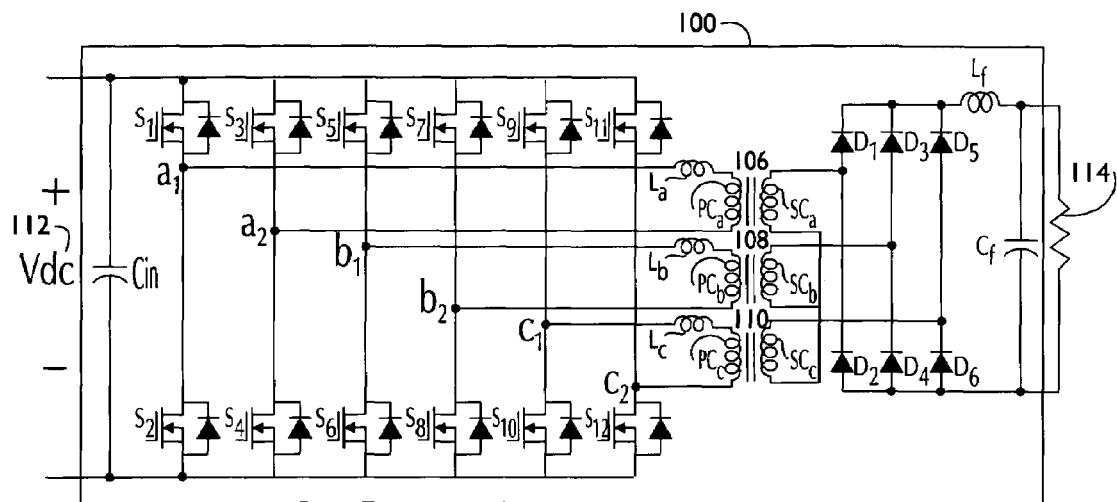 100
S1 S3 S5 S7 S9 S11
Lf
106
D1 D3 D5
114
a1
La
PCa
SCa
+
a2
108
112
b1
Vdc
Cin
Lb
PCb
SCb
Cf
b2
110
C1
Lc
PCc
SCc
−
C2
D2 D4 D6
S2 S4 S6 S8 S10 S12